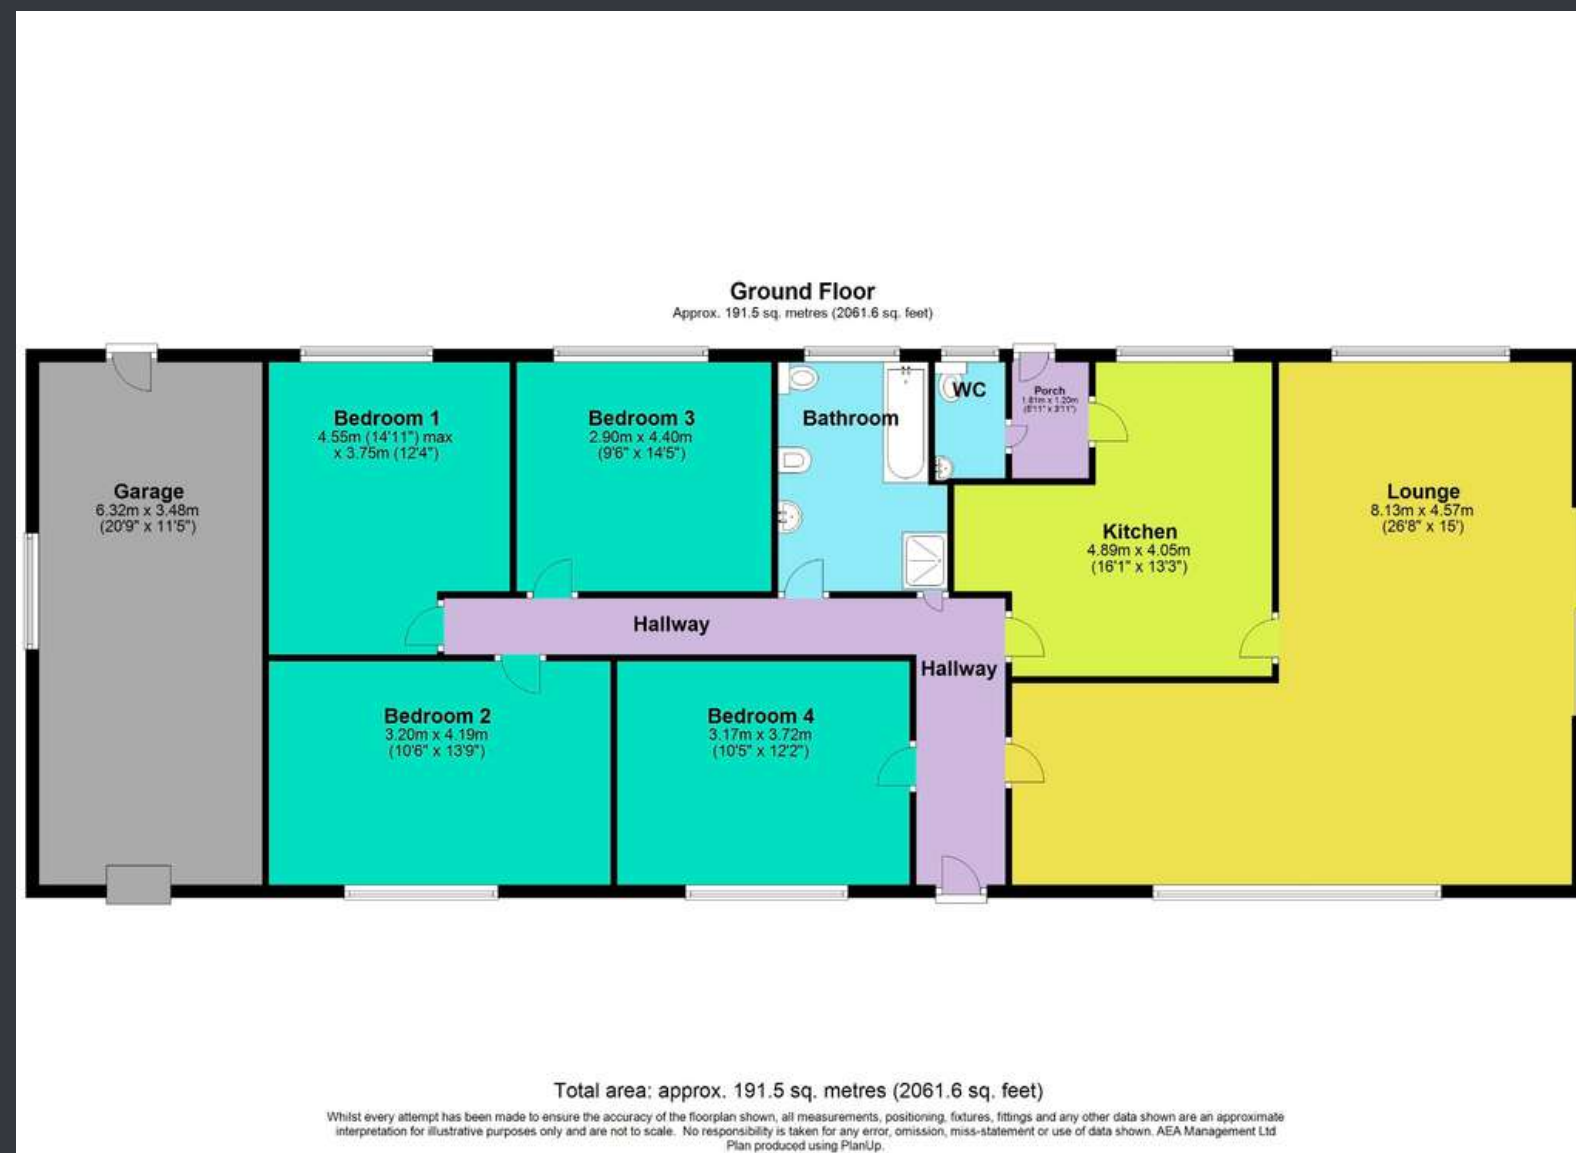 Ground Floor
Approx. 191.5 sq. metres (2061.6 sq. feet)
Garage
6.32m x 3.48m
(20'9" x 11'5")
Bedroom 1
4.55m (14'11") max
x 3.75m (12'4")
Bedroom 3
2.90m x 4.40m
(9'6" x 14'5")
Bathroom
WC
Porch
1.81m x 1.20m
(5'11" x 3'11")
Kitchen
4.89m x 4.05m
(16'1" x 13'3")
Lounge
8.13m x 4.57m
(26'8" x 15')
Hallway
Hallway
Bedroom 2
3.20m x 4.19m
(10'6" x 13'9")
Bedroom 4
3.17m x 3.72m
(10'5" x 12'2")
Total area: approx. 191.5 sq. metres (2061.6 sq. feet)
Whilst every attempt has been made to ensure the accuracy of the floorplan shown, all measurements, positioning, fixtures, fittings and any other data shown are an approximate
interpretation for illustrative purposes only and are not to scale. No responsibility is taken for any error, omission, miss-statement or use of data shown. AEA Management Ltd
Plan produced using PlanUp.